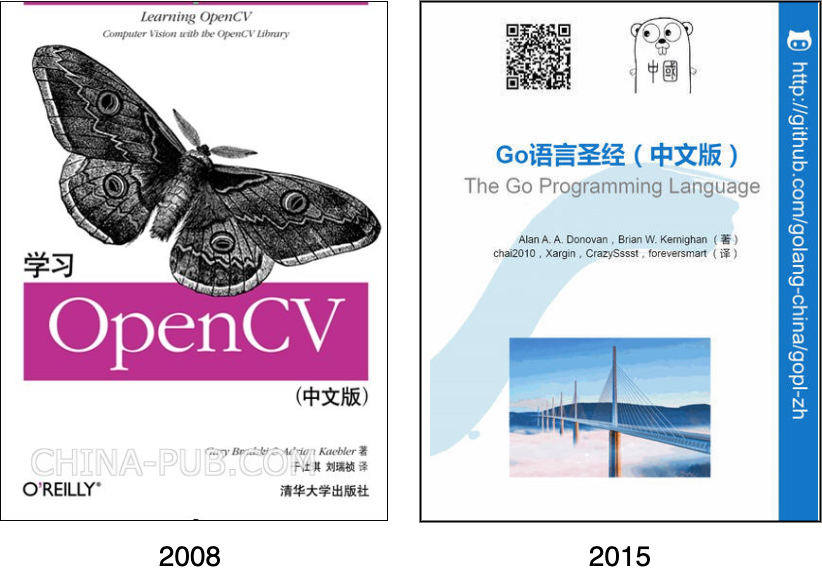 Learning OpenCV
Computer Vision with the OpenCV Library
学习
OpenCV
(中文版)
Gary Bradski & Adrian Kaehler 著
CHINA-PUB.COM
于仕琪 刘瑞祯 译
O'REILLY®
清华大学出版社
2008
中國
Go语言圣经（中文版）
The Go Programming Language
Alan A. A. Donovan，Brian W. Kernighan （著）
chai2010，Xargin，CrazySssst，foreversmart （译）
http://github.com/golang-china/gopl-zh
2015